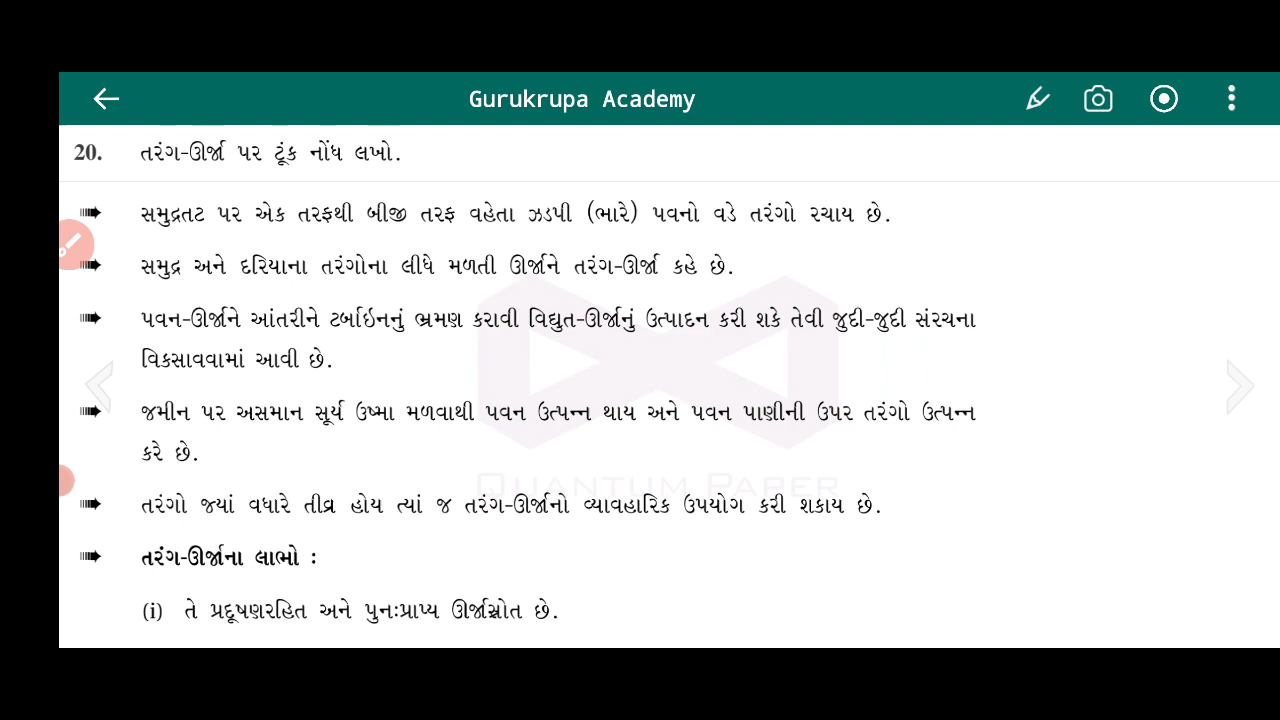 Gurukrupa Academy
20. તરંગ-ઊર્જા પર ટૂંક નોંધ લખો.
સમુદ્રતટ પર એક તરફથી બીજી તરફ વહેતા ઝડપી (ભારે) પવનો વડે તરંગો રચાય છે.
સમુદ્ર અને દરિયાના તરંગોના લીધે મળતી ઊર્જાને તરંગ-ઊર્જા કહે છે.
પવન-ઊર્જાને આંતરીને ટર્બાઇનનું ભ્રમણ કરાવી વિદ્યુત-ઊર્જાનું ઉત્પાદન કરી શકે તેવી જુદી-જુદી સંરચના
વિકસાવવામાં આવી છે.
જમીન પર અસમાન સૂર્ય ઉષ્મા મળવાથી પવન ઉત્પન્ન થાય અને પવન પાણીની ઉપર તરંગો ઉત્પન્ન
કરે છે.
QUANTUM PAPER
તરંગો જ્યાં વધારે તીવ્ર હોય ત્યાં જ તરંગ-ઊર્જાનો વ્યાવહારિક ઉપયોગ કરી શકાય છે.
તરંગ-ઊર્જાના લાભો :
(i) તે પ્રદૂષણરહિત અને પુનઃપ્રાપ્ય ઊર્જાસ્રોત છે.